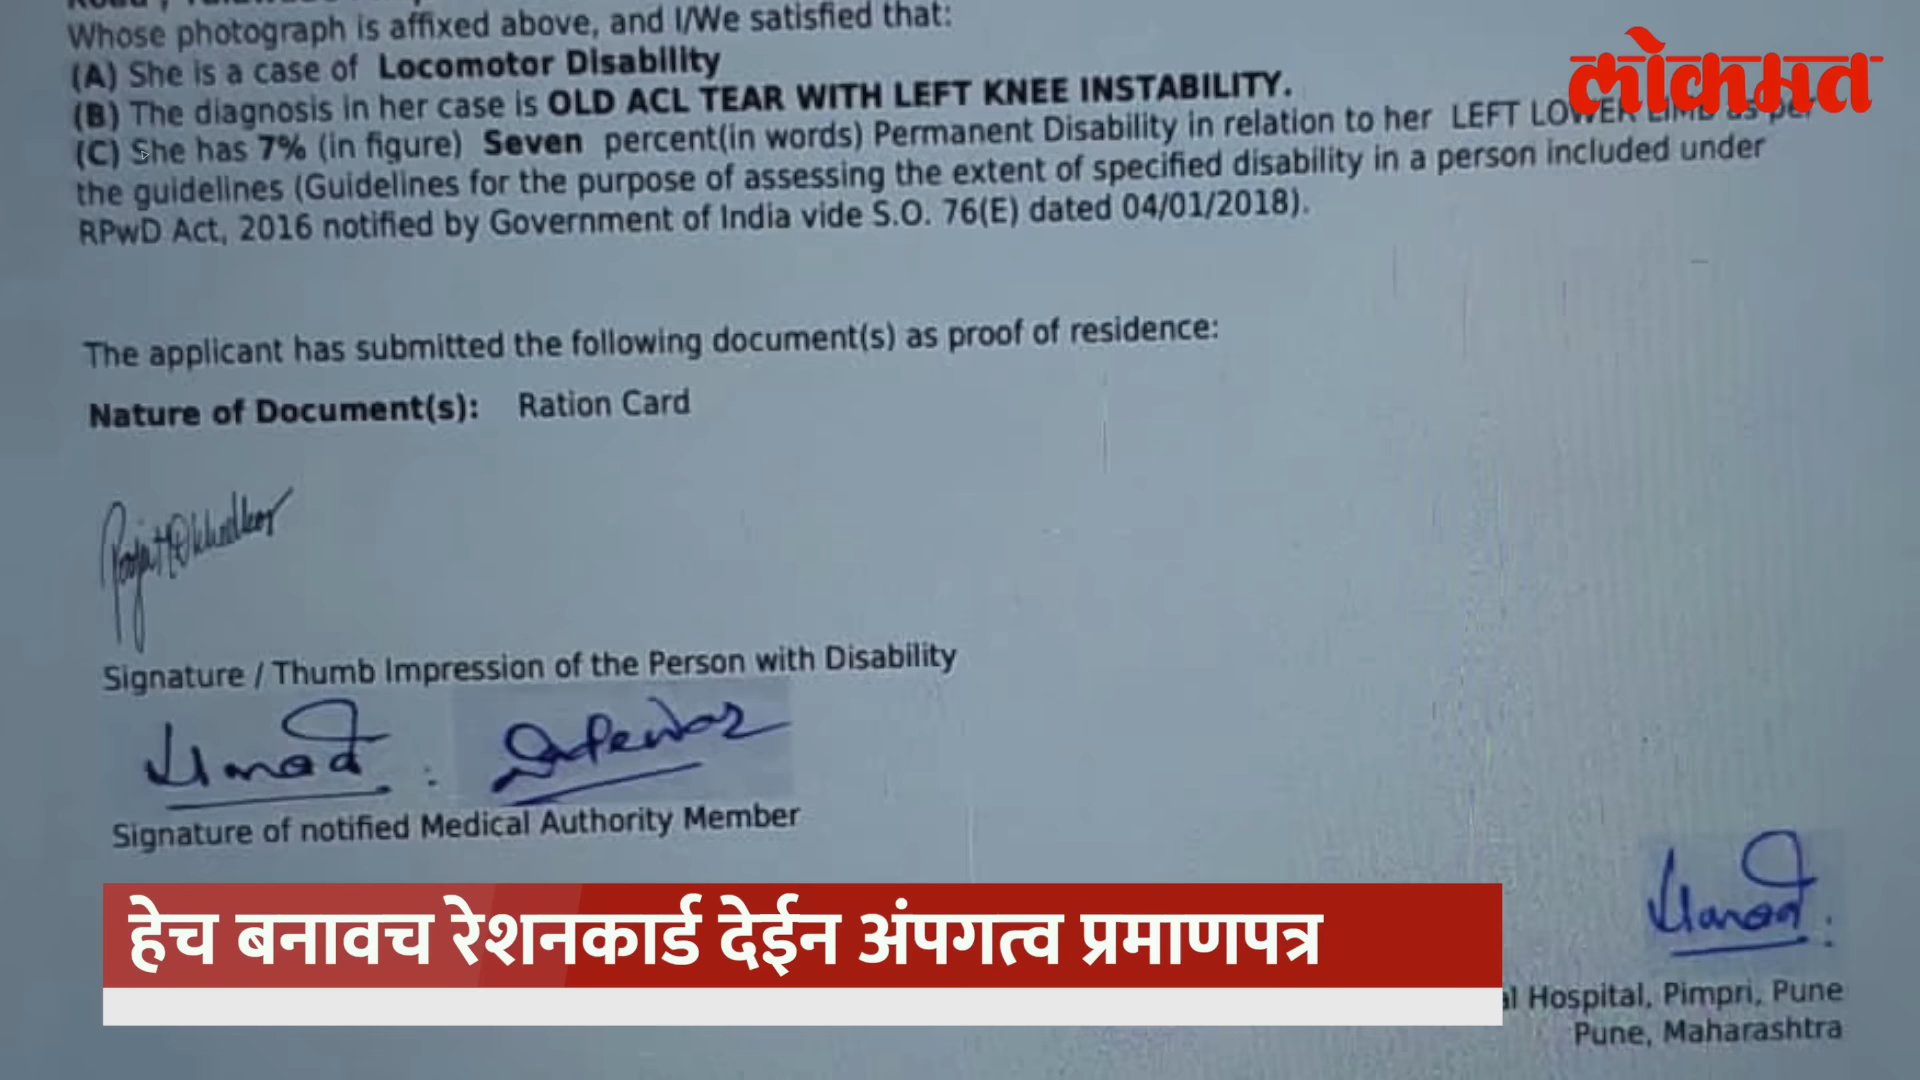 Whose photograph is affixed above, and I/We satisfied that:
लोकमत
(A) She is a case of Locomotor Disability
(B) The diagnosis in her case is OLD ACL TEAR WITH LEFT KNEE INSTABILITY.
(C) She has 7% (in figure) Seven percent(in words) Permanent Disability in relation to her LEFT LOWER LIMB as per
the guidelines (Guidelines for the purpose of assessing the extent of specified disability in a person included under
RPwD Act, 2016 notified by Government of India vide S.O. 76(E) dated 04/01/2018).
The applicant has submitted the following document(s) as proof of residence:
Nature of Document(s): Ration Card
Signature / Thumb Impression of the Person with Disability
Signature of notified Medical Authority Member
हेच बनावच रेशनकार्ड देईन अंपगत्व प्रमाणपत्र
Hospital, Pimpri, Pune
Pune, Maharashtra